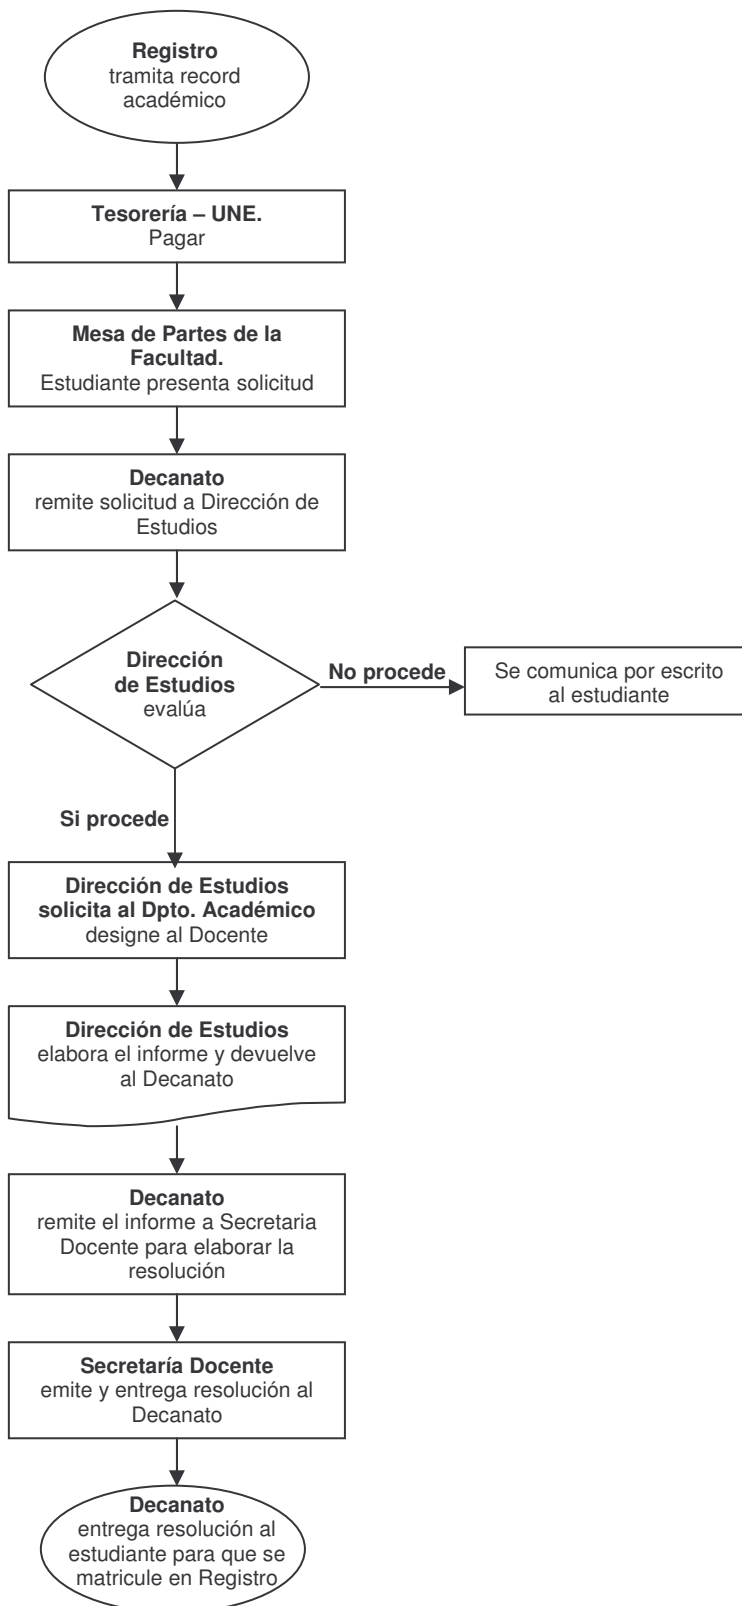 Registro
tramita record
académico
Tesorería – UNE.
Pagar
Mesa de Partes de la
Facultad.
Estudiante presenta solicitud
Decanato
remite solicitud a Dirección de
Estudios
Dirección
de Estudios
evalúa
No procede
Se comunica por escrito
al estudiante
Si procede
Dirección de Estudios
solicita al Dpto. Académico
designe al Docente
Dirección de Estudios
elabora el informe y devuelve
al Decanato
Decanato
remite el informe a Secretaria
Docente para elaborar la
resolución
Secretaría Docente
emite y entrega resolución al
Decanato
Decanato
entrega resolución al
estudiante para que se
matricule en Registro